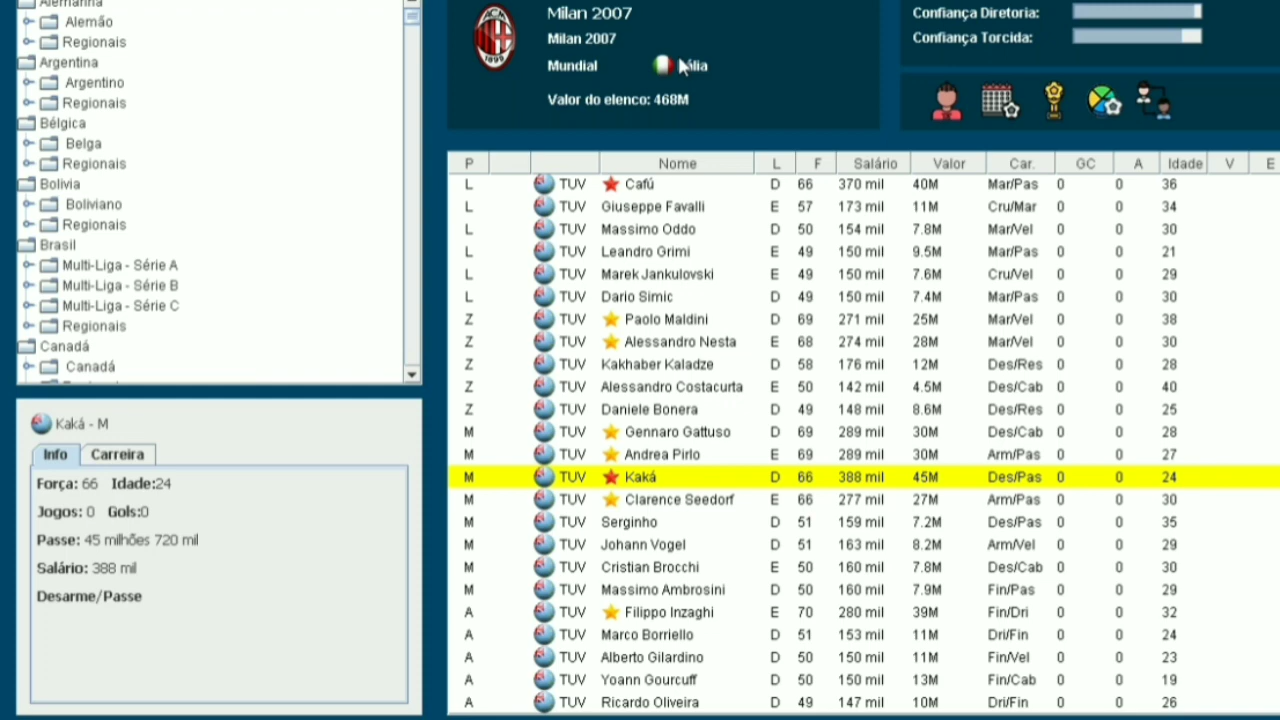 Alemanha
Alemão
Regionais
Argentina
Argentino
Regionais
Bélgica
Belga
Regionais
Bolivia
Boliviano
Regionais
Brasil
Multi-Liga - Série A
Multi-Liga - Série B
Multi-Liga - Série C
Regionais
Canadá
Canadá
Kaká - M
Info Carreira
Força: 66 Idade:24
Jogos: 0 Gols:0
Passe: 45 milhões 720 mil
Salário: 388 mil
Desarme/Passe
Milan 2007
Milan 2007
Mundial
Valor do elenco: 468M
Confiança Diretoria:
Confiança Torcida:
P Nome L F Salário Valor Car. GC A Idade V E
L TUV Cafú D 66 370 mil 40M Mar/Pas 0 0 36
L TUV Giuseppe Favalli E 57 173 mil 11M Cru/Mar 0 0 34
L TUV Massimo Oddo D 50 154 mil 7.8M Mar/Vel 0 0 30
L TUV Leandro Grimi E 49 150 mil 9.5M Mar/Pas 0 0 21
L TUV Marek Jankulovski E 49 150 mil 7.6M Cru/Vel 0 0 29
L TUV Dario Simic D 49 150 mil 7.4M Mar/Pas 0 0 30
Z TUV Paolo Maldini D 69 271 mil 25M Mar/Vel 0 0 38
Z TUV Alessandro Nesta E 68 274 mil 28M Mar/Vel 0 0 30
Z TUV Kakhaber Kaladze D 58 176 mil 12M Des/Res 0 0 28
Z TUV Alessandro Costacurta E 50 142 mil 4.5M Des/Cab 0 0 40
Z TUV Daniele Bonera D 49 148 mil 8.6M Des/Res 0 0 25
M TUV Gennaro Gattuso D 69 289 mil 30M Des/Cab 0 0 28
M TUV Andrea Pirlo E 69 289 mil 30M Arm/Pas 0 0 27
M TUV Kaká D 66 388 mil 45M Des/Pas 0 0 24
M TUV Clarence Seedorf E 66 277 mil 27M Arm/Pas 0 0 30
M TUV Serginho D 51 159 mil 7.2M Des/Pas 0 0 35
M TUV Johann Vogel D 51 163 mil 8.2M Arm/Vel 0 0 29
M TUV Cristian Brocchi E 50 160 mil 7.8M Des/Cab 0 0 30
M TUV Massimo Ambrosini D 50 160 mil 7.9M Fin/Pas 0 0 29
A TUV Filippo Inzaghi E 70 280 mil 39M Fin/Dri 0 0 32
A TUV Marco Borriello D 51 153 mil 11M Dri/Fin 0 0 24
A TUV Alberto Gilardino D 50 150 mil 11M Fin/Vel 0 0 23
A TUV Yoann Gourcuff D 50 150 mil 13M Fin/Cab 0 0 19
A TUV Ricardo Oliveira D 49 147 mil 10M Dri/Fin 0 0 26